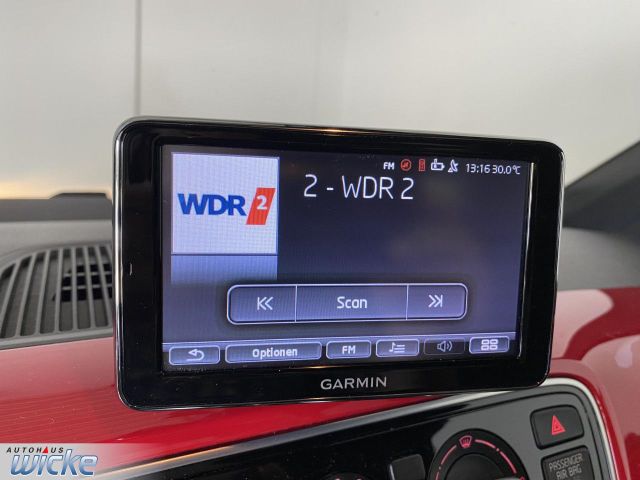 FM 13:16 30.0°C
WDR 2
2 - WDR 2
Scan
Optionen FM
GARMIN
PASSENGER
AIR BAG
AUTOHAUS
WICKE